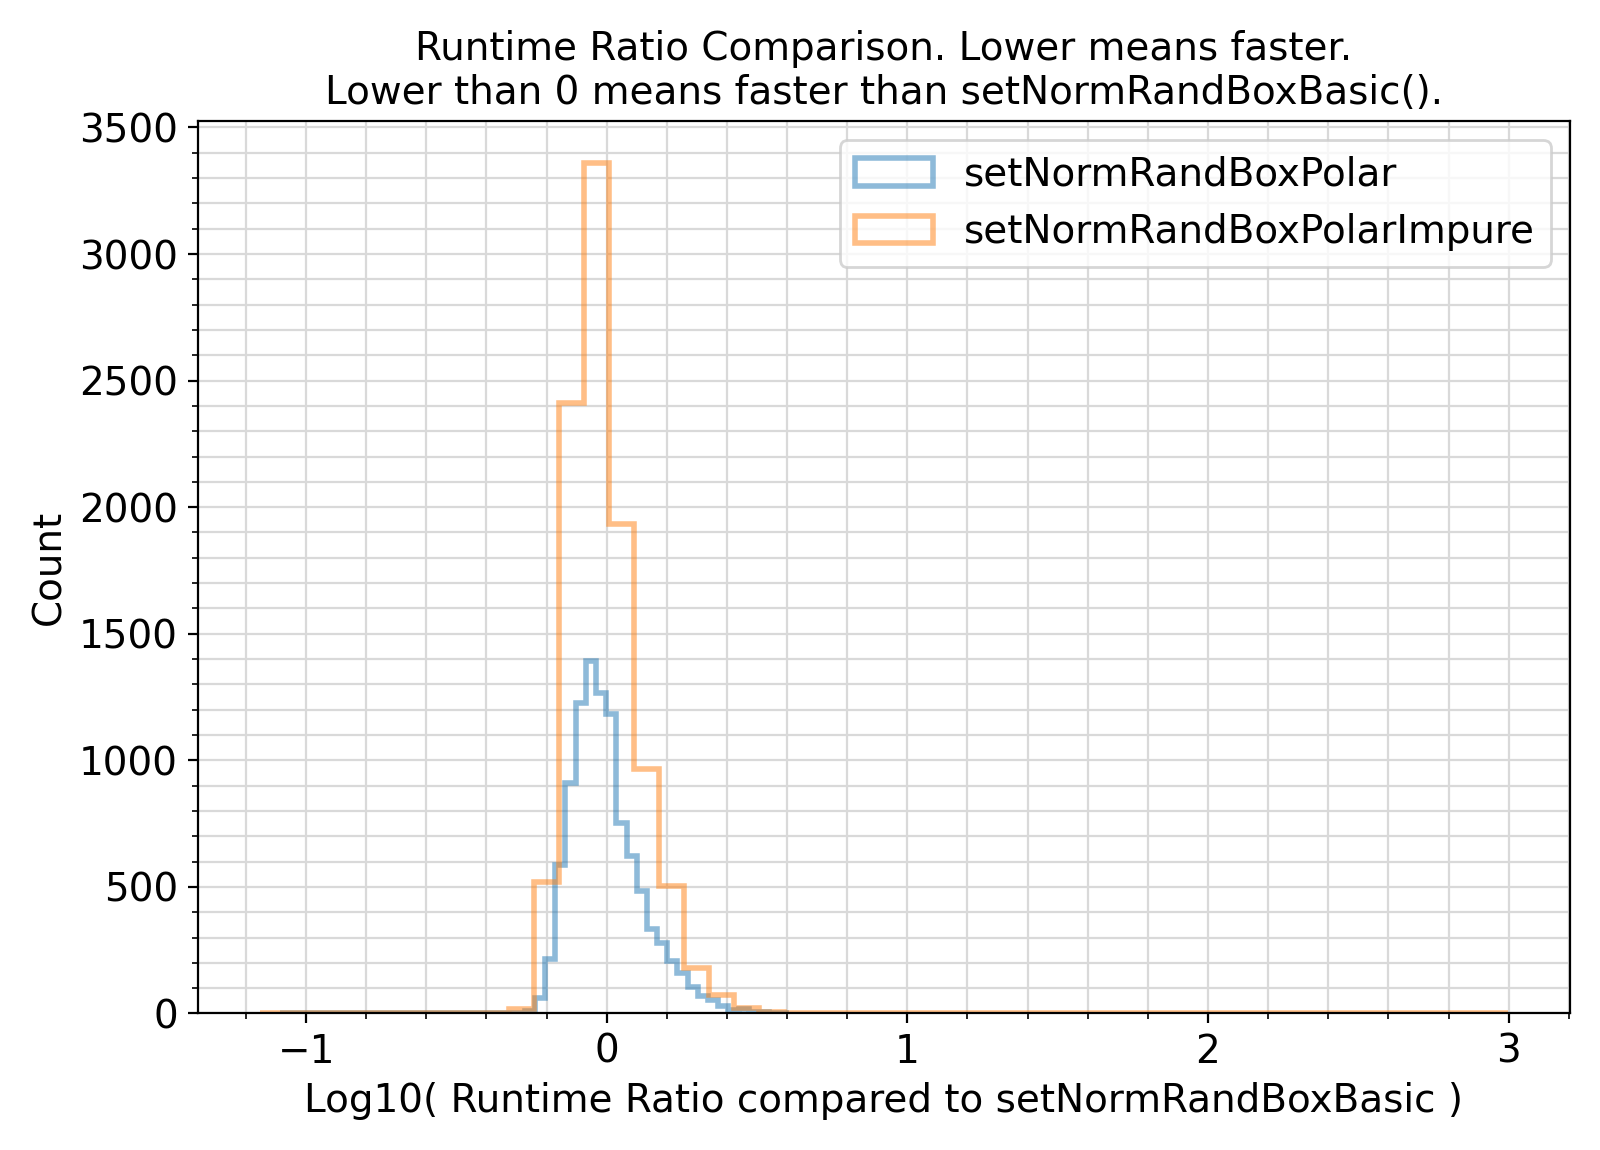 Runtime Ratio Comparison. Lower means faster.
Lower than 0 means faster than setNormRandBoxBasic().
setNormRandBoxPolar
setNormRandBoxPolarImpure
3500
3000
2500
2000
1500
1000
500
0
Count
−1
0
1
2
3
Log10( Runtime Ratio compared to setNormRandBoxBasic )